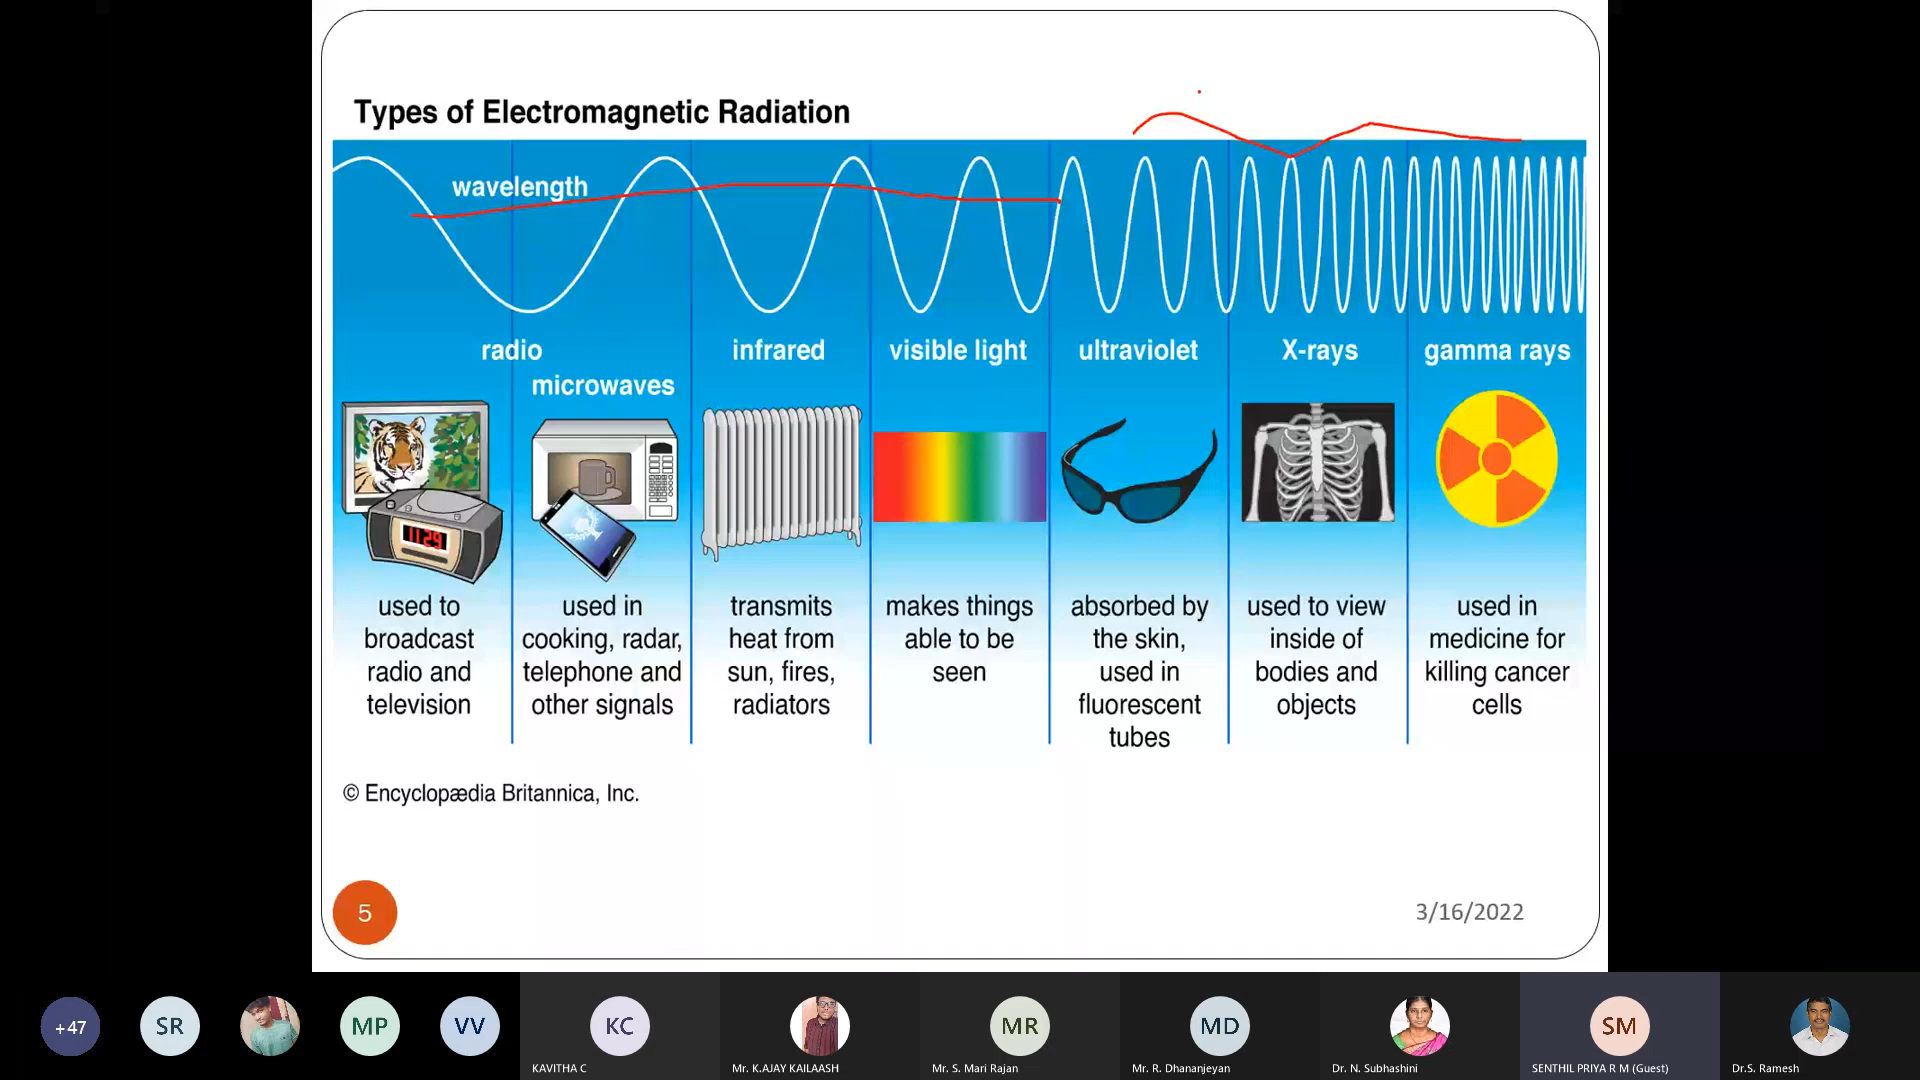 Types of Electromagnetic Radiation
wavelength
radio
microwaves
infrared
visible light
ultraviolet
X-rays
gamma rays
11:29
used to
broadcast
radio and
television
used in
cooking, radar,
telephone and
other signals
transmits
heat from
sun, fires,
radiators
makes things
able to be
seen
absorbed by
the skin,
used in
fluorescent
tubes
used to view
inside of
bodies and
objects
used in
medicine for
killing cancer
cells
© Encyclopædia Britannica, Inc.
5
3/16/2022
+47
SR
MP
VV
KC
MR
MD
SM
KAVITHA C
Mr. K.AJAY KAILAASH
Mr. S. Mari Rajan
Mr. R. Dhananjeyan
Dr. N. Subhashini
SENTHIL PRIYA R M (Guest)
Dr.S. Ramesh